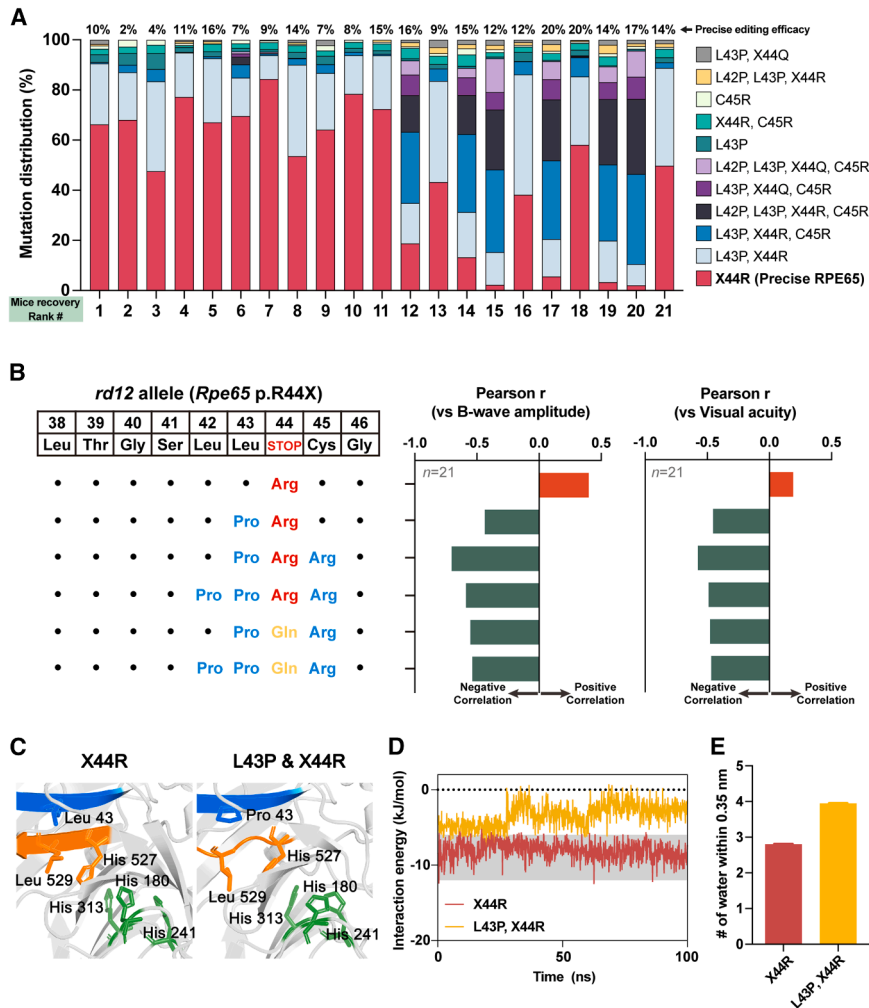 A
10% 2% 4% 11% 16% 7% 8% 14% 7% 8% 15% 16% 9% 15% 12% 12% 20% 20% 14% 17% 14% Precise editing efficacy
Mutation distribution (%)
100
80
60
40
20
0
L43P, X44Q
L42P, L43P, X44R
C45R
X44R, C45R
L43P
L42P, L43P, X44Q, C45R
L43P, X44Q, C45R
L42P, L43P, X44R, C45R
L43P, X44R, C45R
L43P, X44R
X44R (Precise RPE65)
Mice recovery
Rank #
1 2 3 4 5 6 7 8 9 10 11 12 13 14 15 16 17 18 19 20 21
B
rd12 allele (Rpe65 p.R44X)
38 39 40 41 42 43 44 45 46
Leu Thr Gly Ser Leu Leu STOP Cys Gly
• • • • • • Arg • •
• • • • • Pro Arg • •
• • • • • Pro Arg Arg •
• • • • Pro Pro Arg Arg •
• • • • • Pro Gln Arg •
• • • • Pro Pro Gln Arg •
Pearson r
(vs B-wave amplitude)
-1.0 -0.5 0.0 0.5
n=21
Negative Correlation
Positive Correlation
Pearson r
(vs Visual acuity)
-1.0 -0.5 0.0 0.5
n=21
Negative Correlation
Positive Correlation
C
X44R
Leu 43
His 527
Leu 529
His 180
His 313
His 241
L43P & X44R
Pro 43
His 527
Leu 529
His 180
His 313
His 241
D
Interaction energy (kJ/mol)
0
-10
-20
X44R
L43P, X44R
0 50 100
Time (ns)
E
# of water within 0.35 nm
5
4
3
2
1
0
X44R
L43P, X44R